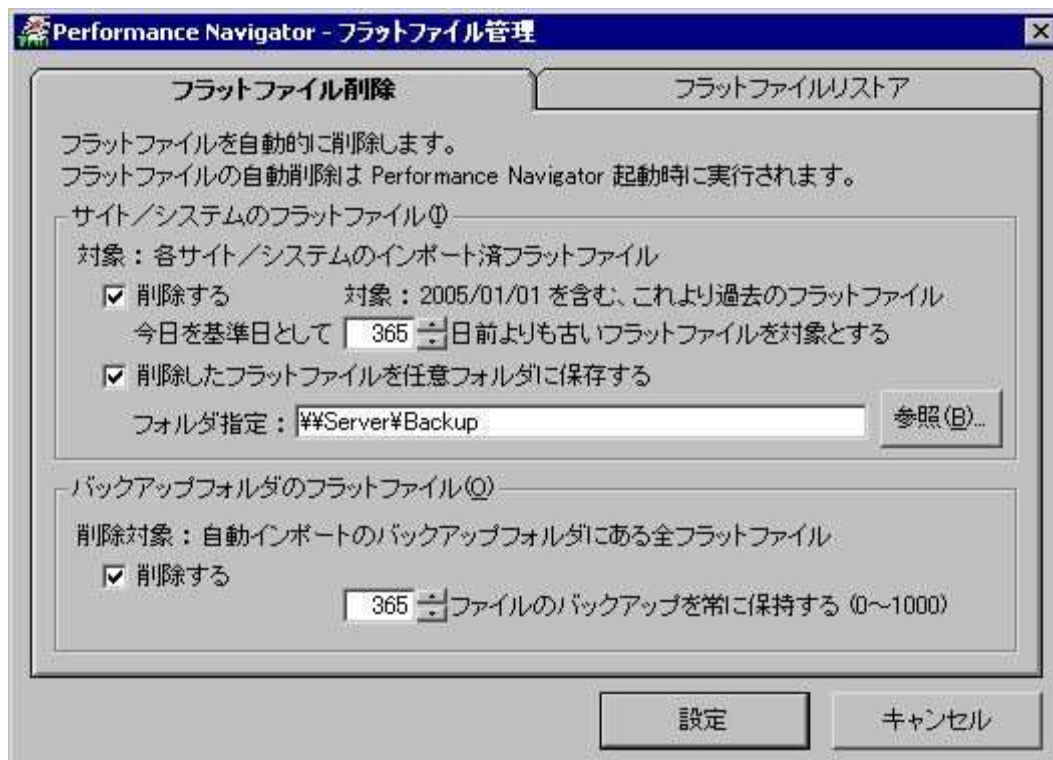 Performance Navigator - フラットファイル管理
フラットファイル削除
フラットファイルリストア
フラットファイルを自動的に削除します。
フラットファイルの自動削除は Performance Navigator 起動時に実行されます。
サイト／システムのフラットファイル(I)
対象：各サイト／システムのインポート済フラットファイル
削除する 対象：2005/01/01 を含む、これより過去のフラットファイル
今日を基準日として 365 日前よりも古いフラットファイルを対象とする
削除したフラットファイルを任意フォルダに保存する
フォルダ指定：¥¥Server¥Backup 参照(B)...
バックアップフォルダのフラットファイル(O)
削除対象：自動インポートのバックアップフォルダにある全フラットファイル
削除する
365 ファイルのバックアップを常に保持する (0～1000)
設定 キャンセル